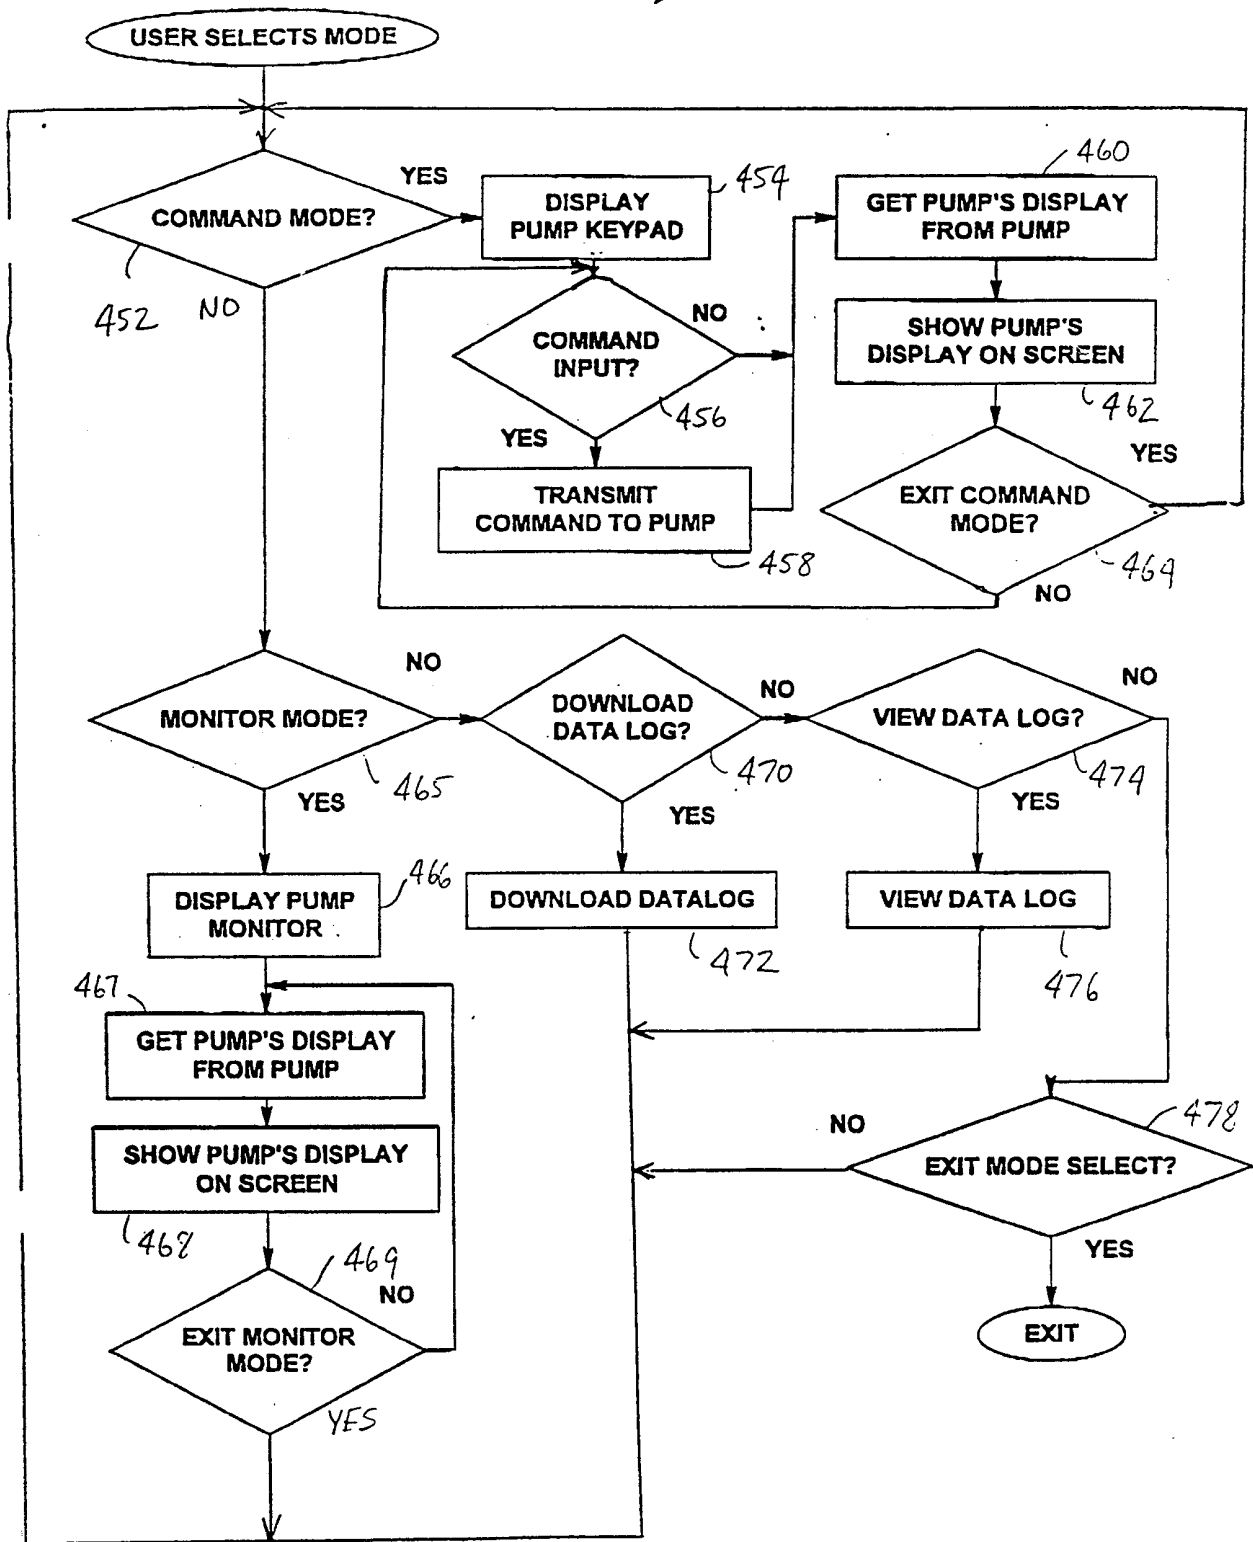 USER SELECTS MODE
COMMAND MODE?
YES
452
NO
DISPLAY
PUMP KEYPAD
454
COMMAND
INPUT?
NO
456
YES
TRANSMIT
COMMAND TO PUMP
458
GET PUMP'S DISPLAY
FROM PUMP
460
SHOW PUMP'S
DISPLAY ON SCREEN
462
EXIT COMMAND
MODE?
YES
464
NO
MONITOR MODE?
NO
465
YES
DOWNLOAD
DATA LOG?
NO
470
YES
VIEW DATA LOG?
NO
474
YES
DISPLAY PUMP
MONITOR
466
DOWNLOAD DATALOG
472
VIEW DATA LOG
476
467
GET PUMP'S DISPLAY
FROM PUMP
SHOW PUMP'S DISPLAY
ON SCREEN
468
469
NO
EXIT MONITOR
MODE?
YES
NO
478
EXIT MODE SELECT?
YES
EXIT